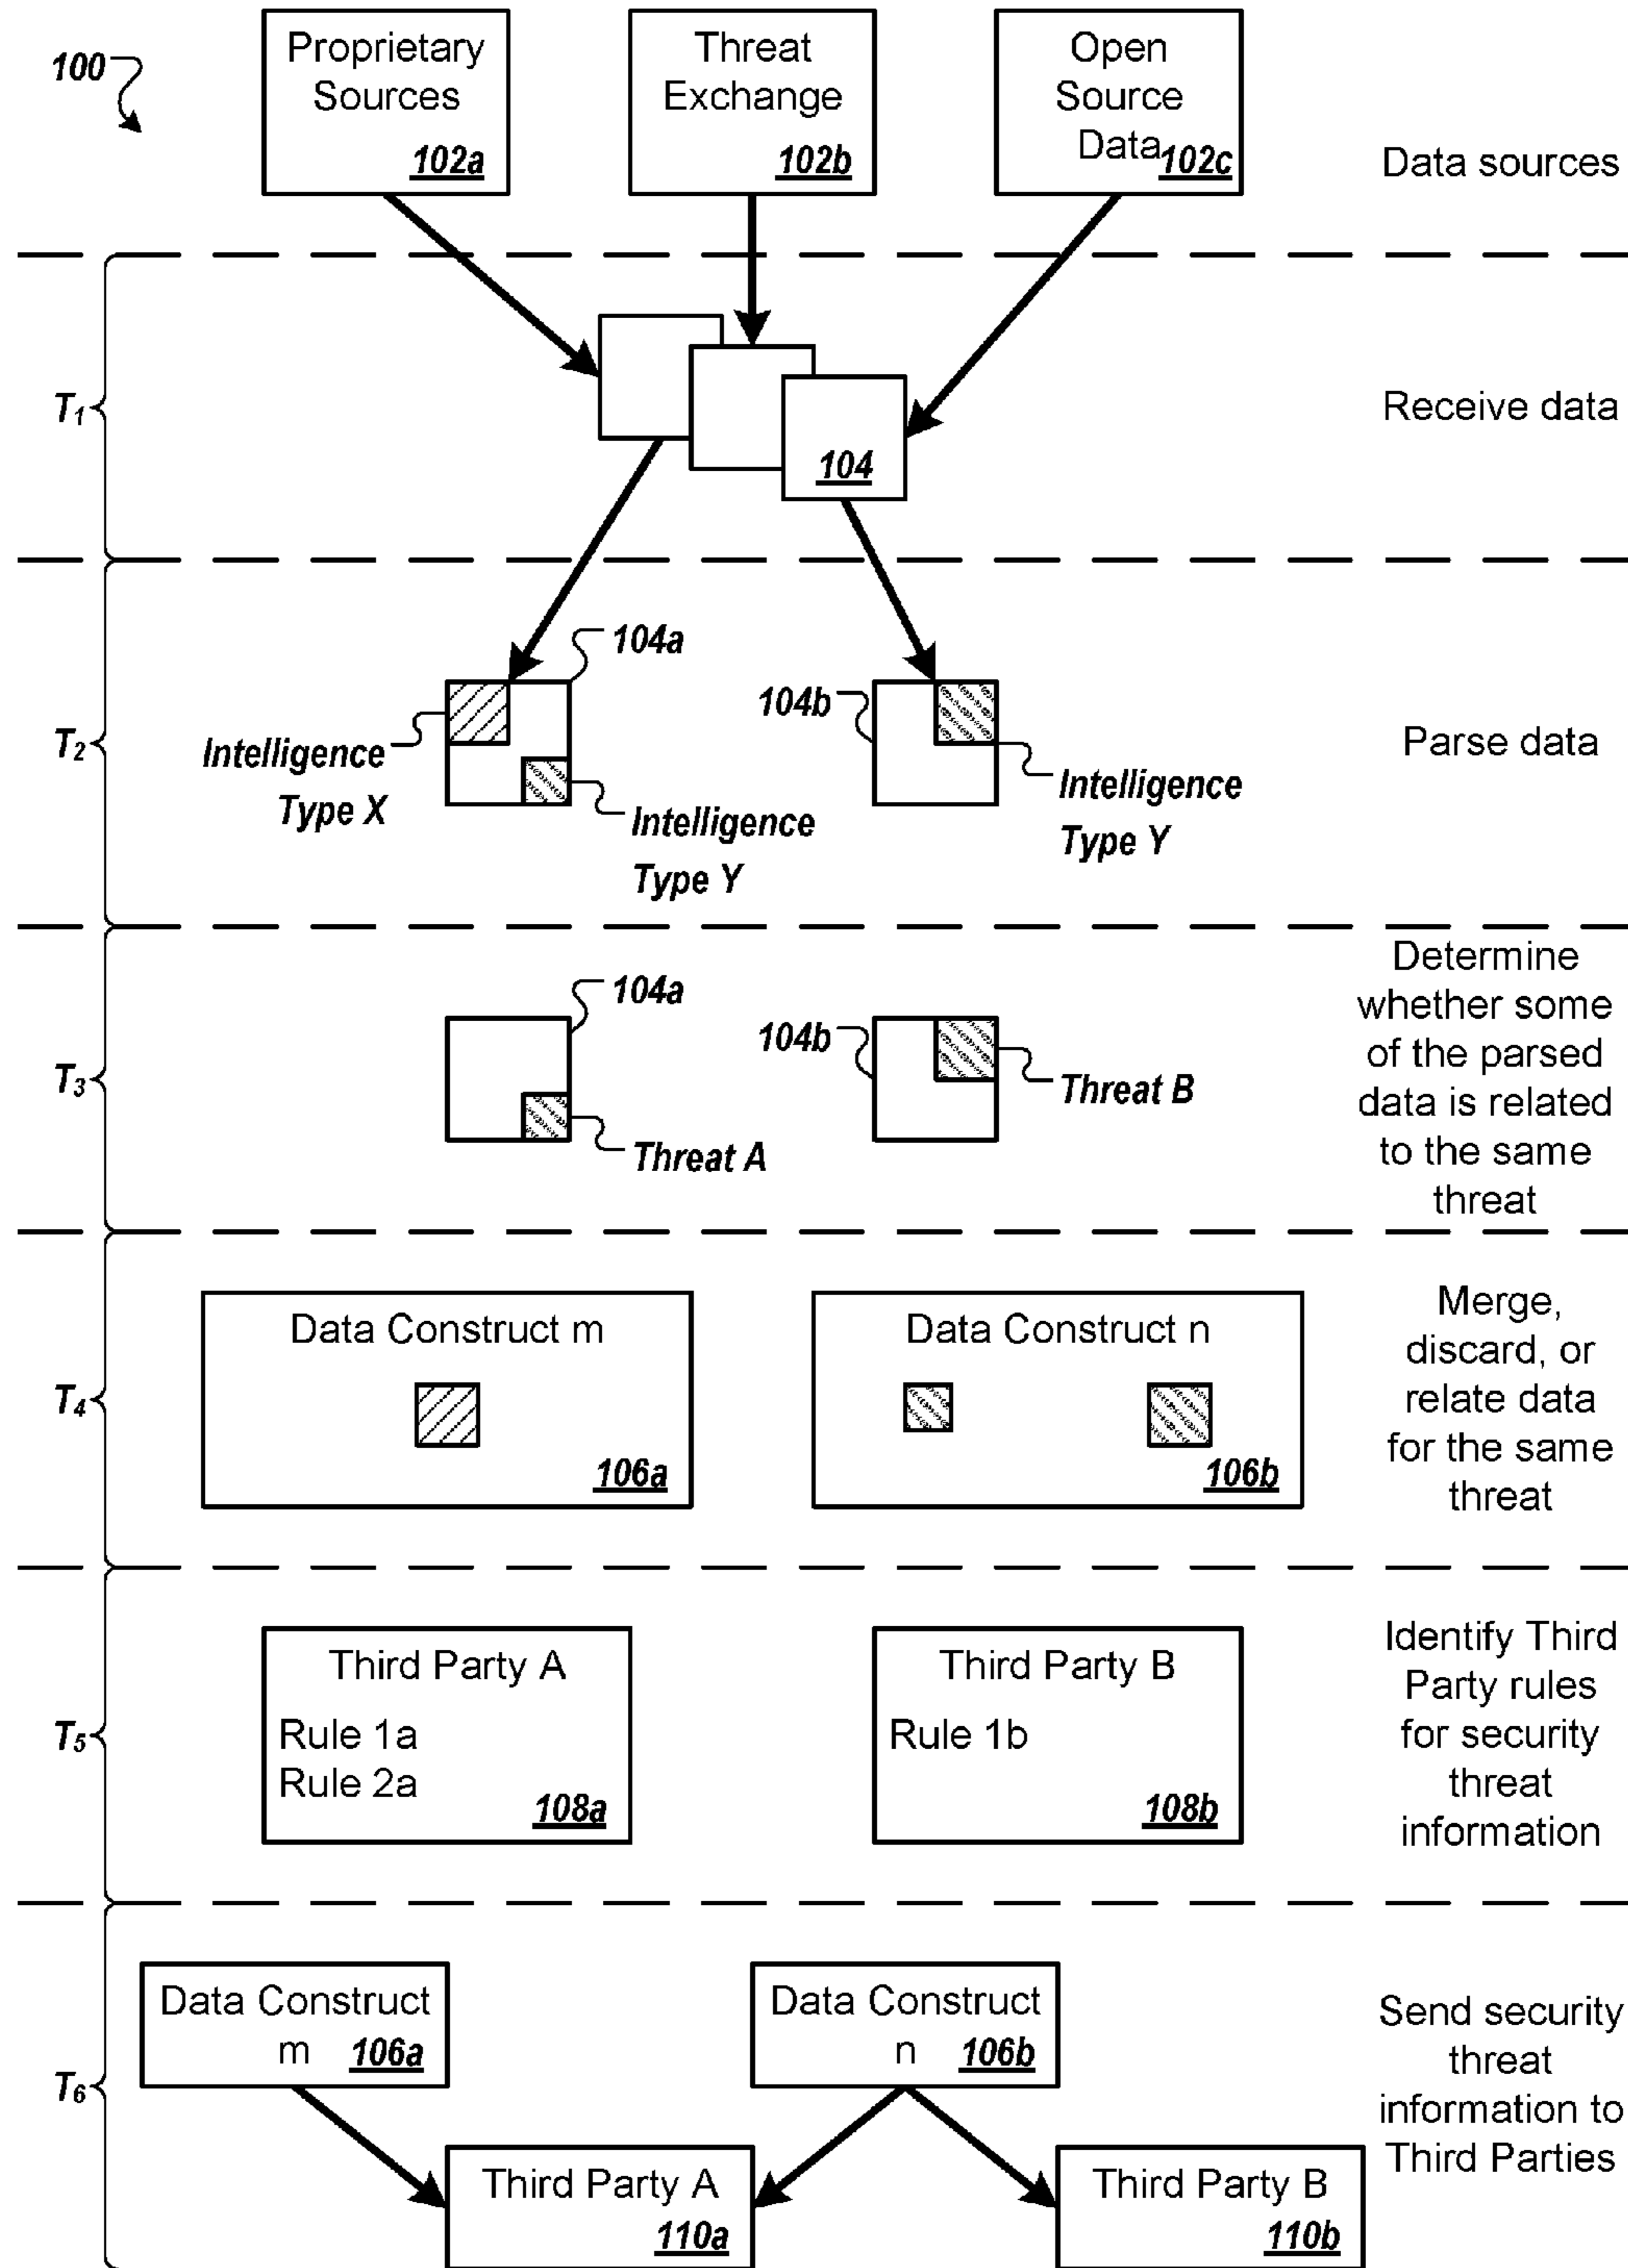 100
Proprietary
Sources
102a
Threat
Exchange
102b
Open
Source
Data
102c
Data sources
T1
Receive data
104
T2
104a
Intelligence
Type X
Intelligence
Type Y
104b
Intelligence
Type Y
Parse data
T3
104a
Threat A
104b
Threat B
Determine
whether some
of the parsed
data is related
to the same
threat
T4
Data Construct m
106a
Data Construct n
106b
Merge,
discard, or
relate data
for the same
threat
T5
Third Party A
Rule 1a
Rule 2a
108a
Third Party B
Rule 1b
108b
Identify Third
Party rules
for security
threat
information
T6
Data Construct
m 106a
Data Construct
n 106b
Third Party A
110a
Third Party B
110b
Send security
threat
information to
Third Parties